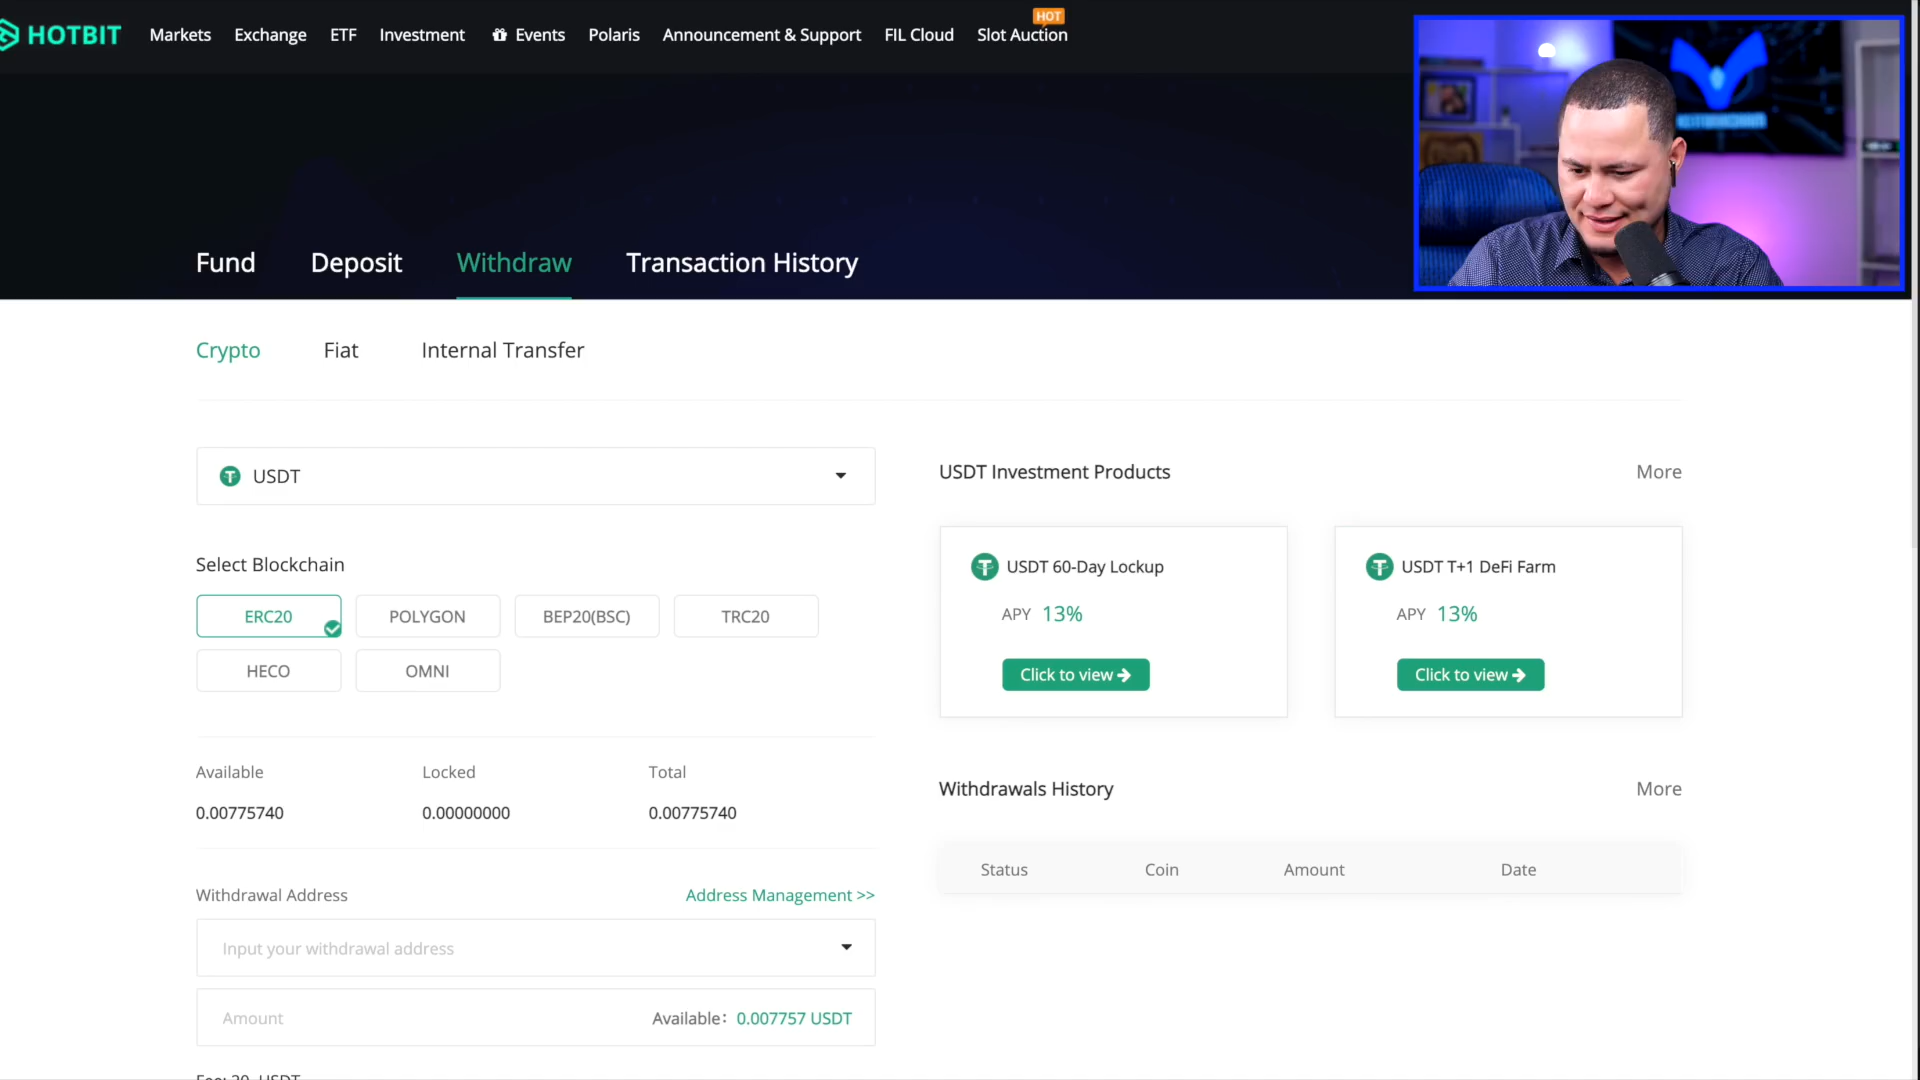 HOTBIT Markets Exchange ETF Investment Events Polaris Announcement & Support FIL Cloud Slot Auction HOT
Fund Deposit Withdraw Transaction History
Crypto Fiat Internal Transfer
USDT
Select Blockchain
ERC20 POLYGON BEP20(BSC) TRC20
HECO OMNI
Available Locked Total
0.00775740 0.00000000 0.00775740
Withdrawal Address Address Management >>
Input your withdrawal address
Amount Available: 0.007757 USDT
Fee: 20 USDT
USDT Investment Products More
USDT 60-Day Lockup
APY 13%
Click to view
USDT T+1 DeFi Farm
APY 13%
Click to view
Withdrawals History More
Status Coin Amount Date